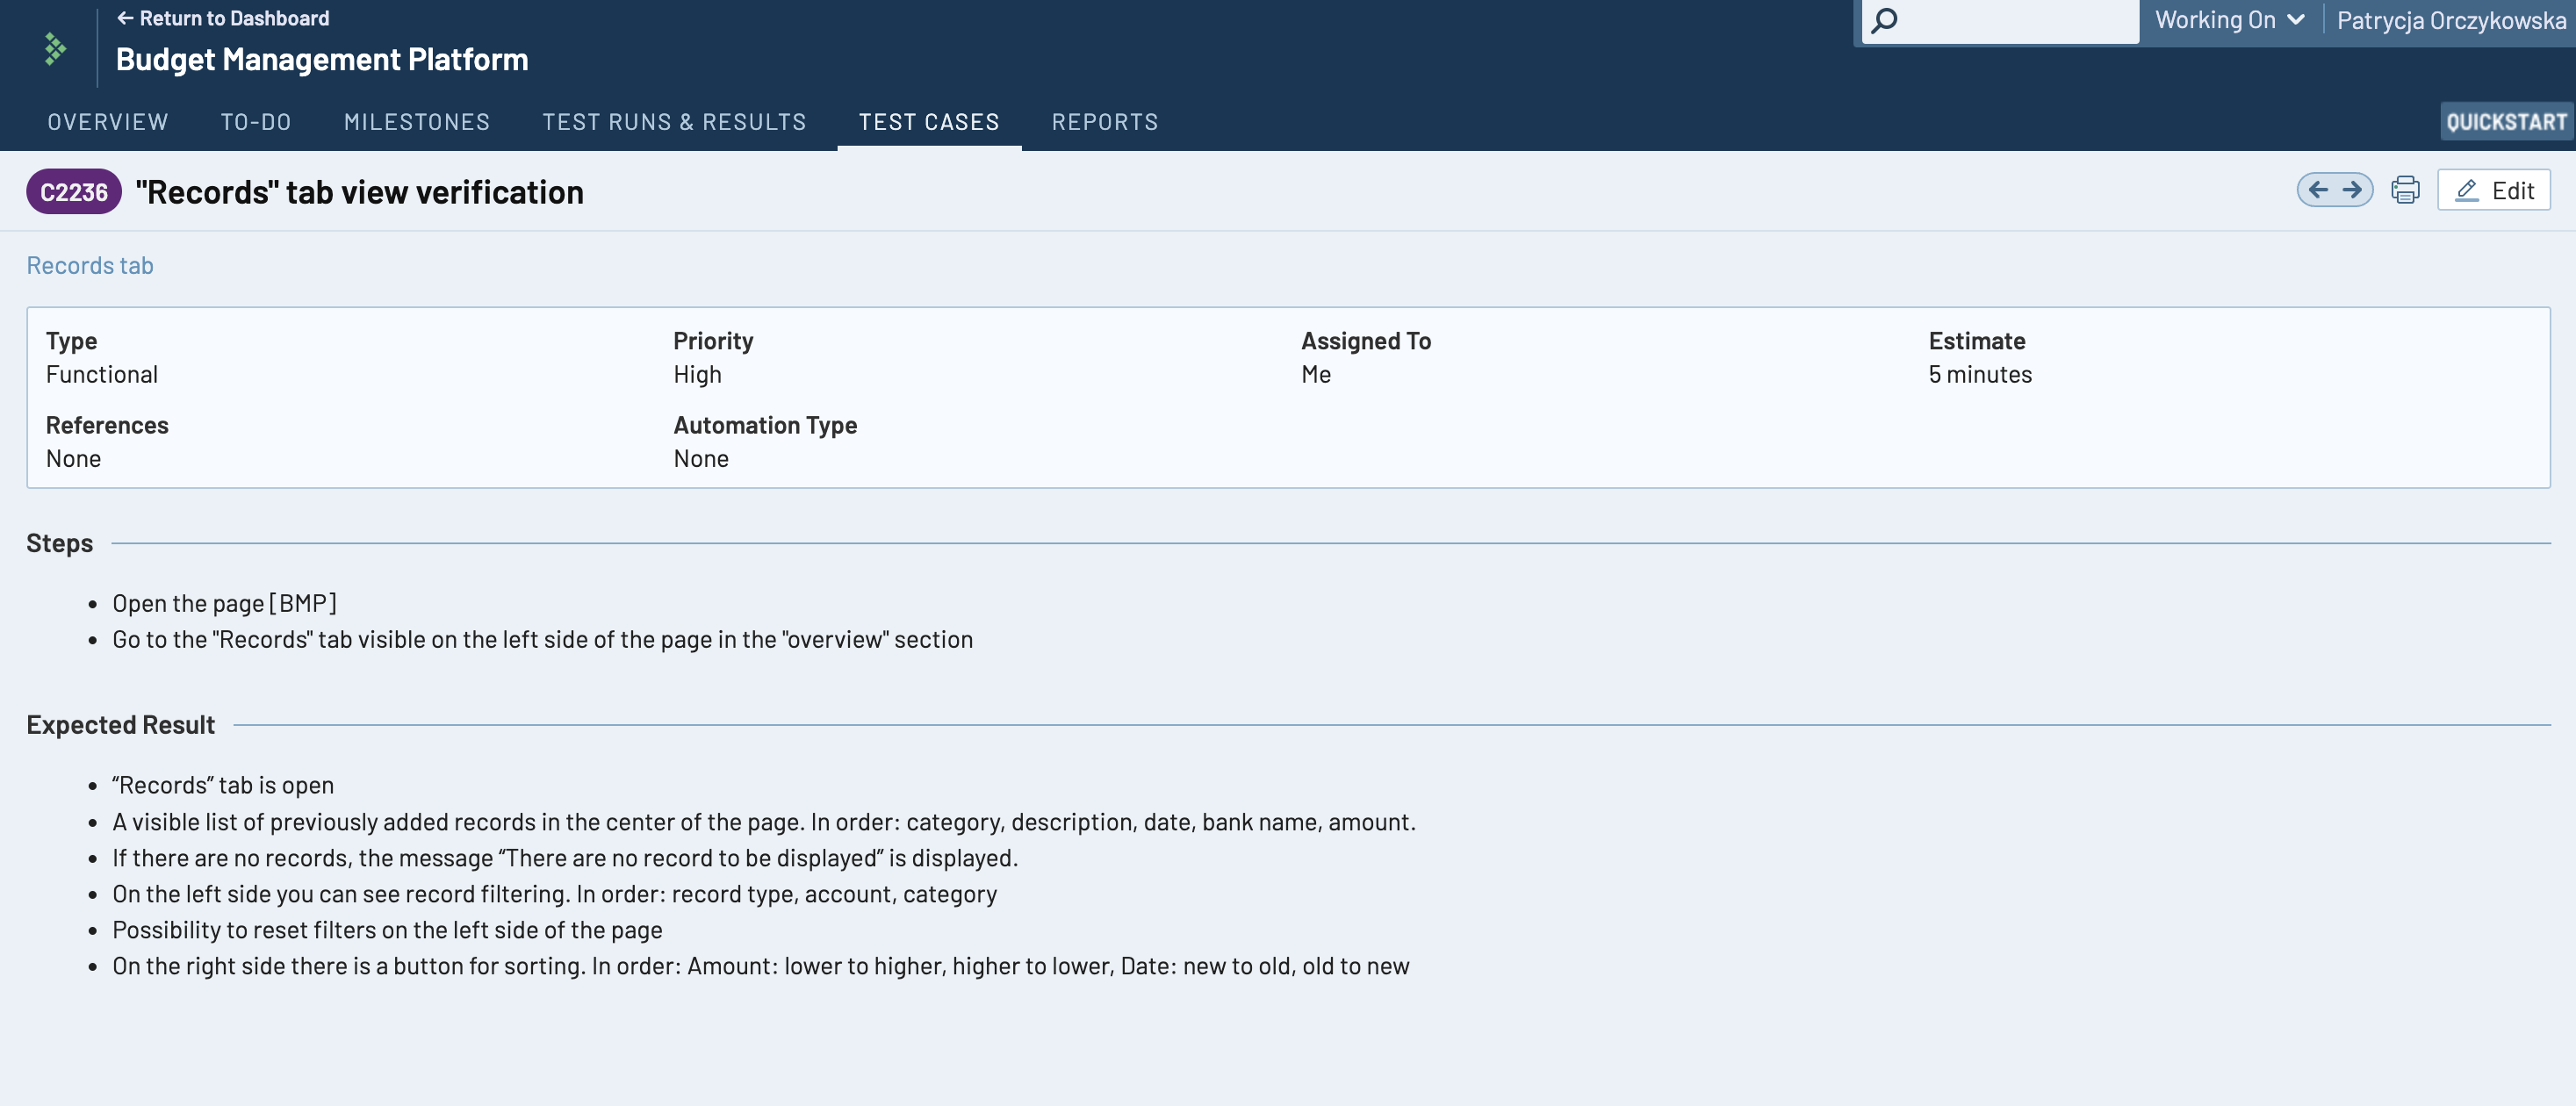 ← Return to Dashboard
Budget Management Platform
Working On
Patrycja Orczykowska
OVERVIEW TO-DO MILESTONES TEST RUNS & RESULTS TEST CASES REPORTS
QUICKSTART
C2236 "Records" tab view verification
Edit
Records tab
Type Priority Assigned To Estimate
Functional High Me 5 minutes
References Automation Type
None None
Steps
• Open the page [BMP]
• Go to the "Records" tab visible on the left side of the page in the "overview" section
Expected Result
• “Records” tab is open
• A visible list of previously added records in the center of the page. In order: category, description, date, bank name, amount.
• If there are no records, the message “There are no record to be displayed” is displayed.
• On the left side you can see record filtering. In order: record type, account, category
• Possibility to reset filters on the left side of the page
• On the right side there is a button for sorting. In order: Amount: lower to higher, higher to lower, Date: new to old, old to new